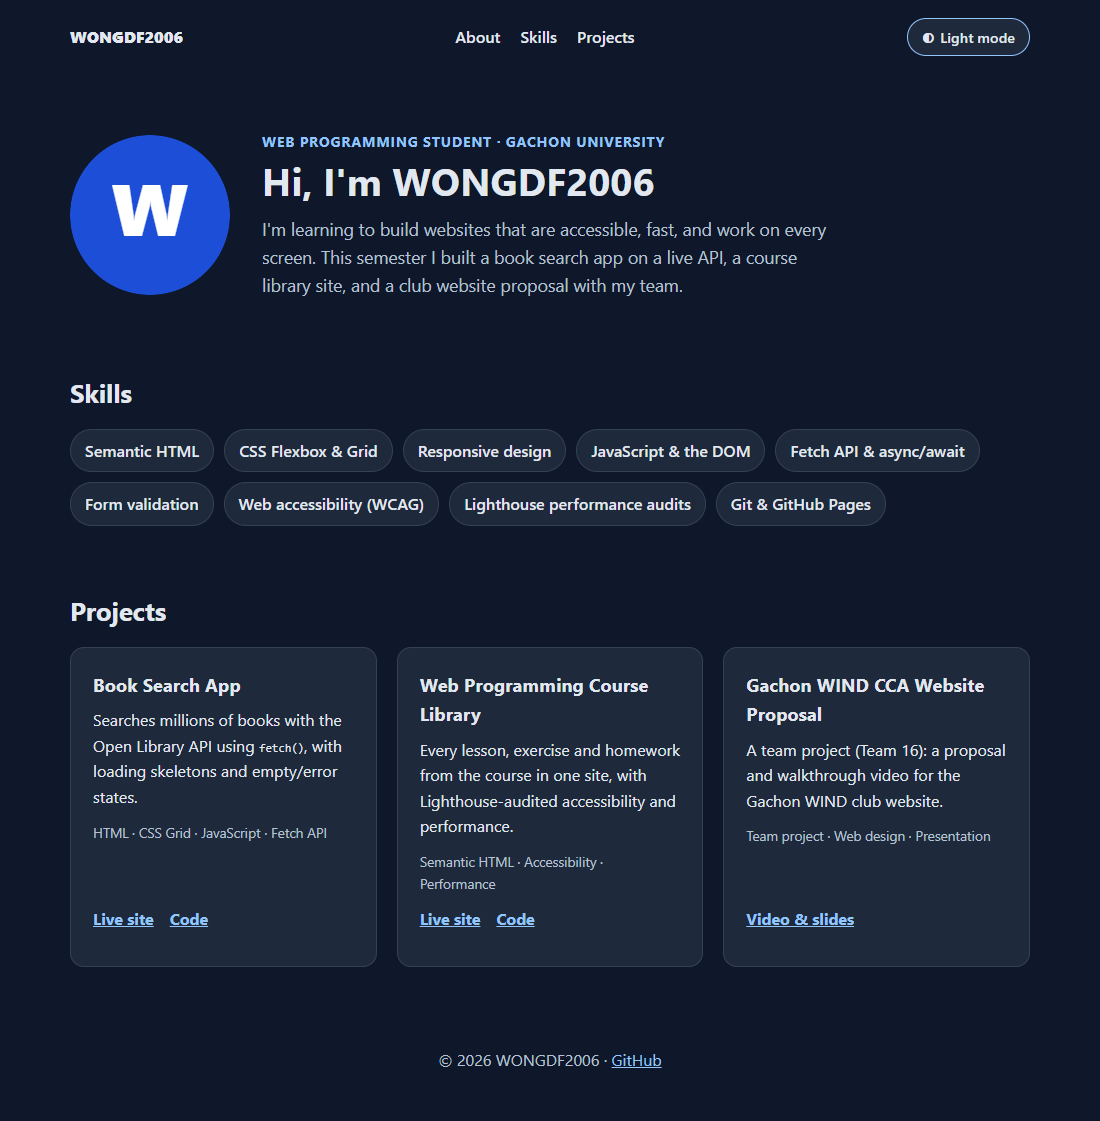 WONGDF2006
About Skills Projects
Light mode
W
WEB PROGRAMMING STUDENT · GACHON UNIVERSITY
Hi, I'm WONGDF2006
I'm learning to build websites that are accessible, fast, and work on every
screen. This semester I built a book search app on a live API, a course
library site, and a club website proposal with my team.
Skills
Semantic HTML
CSS Flexbox & Grid
Responsive design
JavaScript & the DOM
Fetch API & async/await
Form validation
Web accessibility (WCAG)
Lighthouse performance audits
Git & GitHub Pages
Projects
Book Search App
Searches millions of books with the
Open Library API using fetch(), with
loading skeletons and empty/error
states.
HTML · CSS Grid · JavaScript · Fetch API
Live site Code
Web Programming Course
Library
Every lesson, exercise and homework
from the course in one site, with
Lighthouse-audited accessibility and
performance.
Semantic HTML · Accessibility ·
Performance
Live site Code
Gachon WIND CCA Website
Proposal
A team project (Team 16): a proposal
and walkthrough video for the
Gachon WIND club website.
Team project · Web design · Presentation
Video & slides
© 2026 WONGDF2006 · GitHub